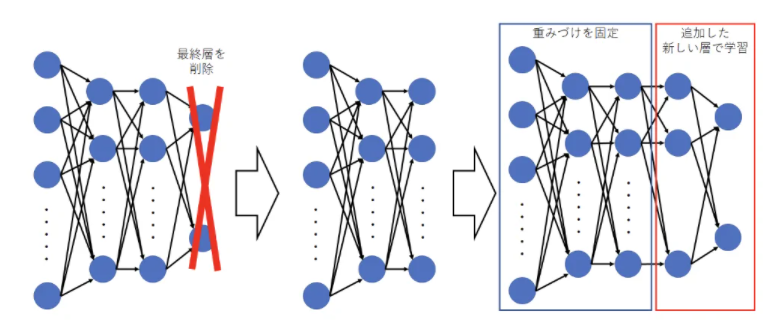 最終層を
削除
重みづけを固定
追加した
新しい層で学習